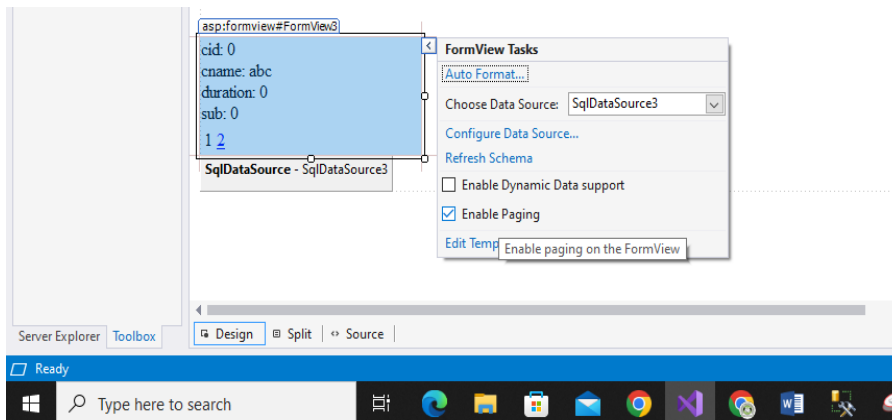 asp:formview#FormView3
cid: 0
cname: abc
duration: 0
sub: 0
1 2
SqlDataSource - SqlDataSource3
FormView Tasks
Auto Format...
Choose Data Source: SqlDataSource3
Configure Data Source...
Refresh Schema
Enable Dynamic Data support
Enable Paging
Edit Temp
Enable paging on the FormView
Server Explorer Toolbox
Design Split Source
Ready
Type here to search